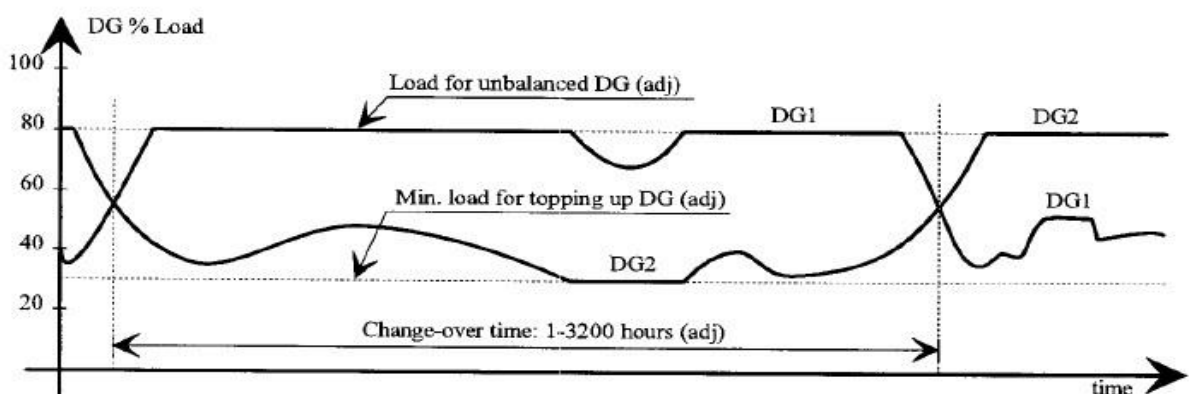 DG % Load
100
Load for unbalanced DG (adj)
DG1
DG2
80
60
Min. load for topping up DG (adj)
DG1
40
DG2
20
Change-over time: 1-3200 hours (adj)
time